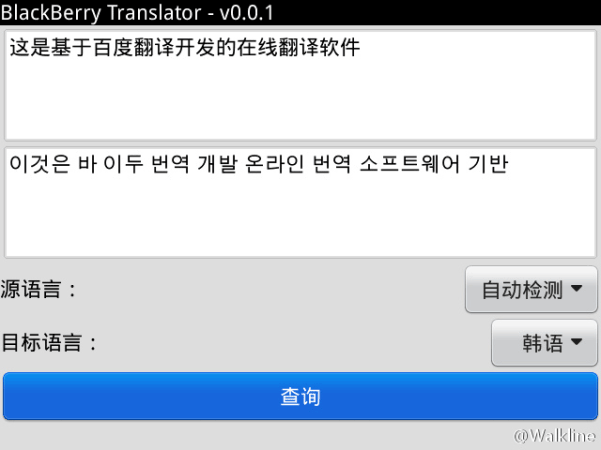 BlackBerry Translator - v0.0.1
这是基于百度翻译开发的在线翻译软件
이것은 바 이두 번역 개발 온라인 번역 소프트웨어 기반
源语言：
自动检测
目标语言：
韩语
查询
@Walkline